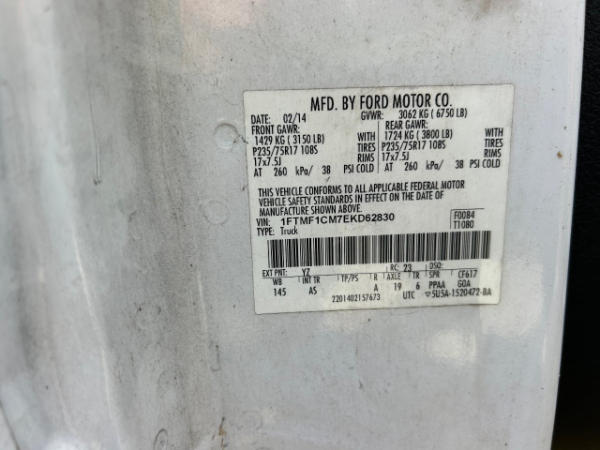 MFD. BY FORD MOTOR CO.
DATE: 02/14 GVWR: 3062 KG ( 6750 LB)
FRONT GAWR: REAR GAWR:
1429 KG ( 3150 LB) WITH 1724 KG ( 3800 LB) WITH
P235/75R17 108S TIRES P235/75R17 108S TIRES
17x7.5J RIMS 17x7.5J RIMS
AT 260 kPa/ 38 PSI COLD AT 260 kPa/ 38 PSI COLD
THIS VEHICLE CONFORMS TO ALL APPLICABLE FEDERAL MOTOR
VEHICLE SAFETY STANDARDS IN EFFECT ON THE DATE OF
MANUFACTURE SHOWN ABOVE.
VIN: 1FTMF1CM7EKD62830 F0084
TYPE: Truck T1080
EXT PNT: YZ RC: 23 DSO:
WB TP/PS R AXLE TR SPR CF617
145 A5 A 19 6 PPAA GOA
2201402157673 UTC ▽5U5A-1520472-BA